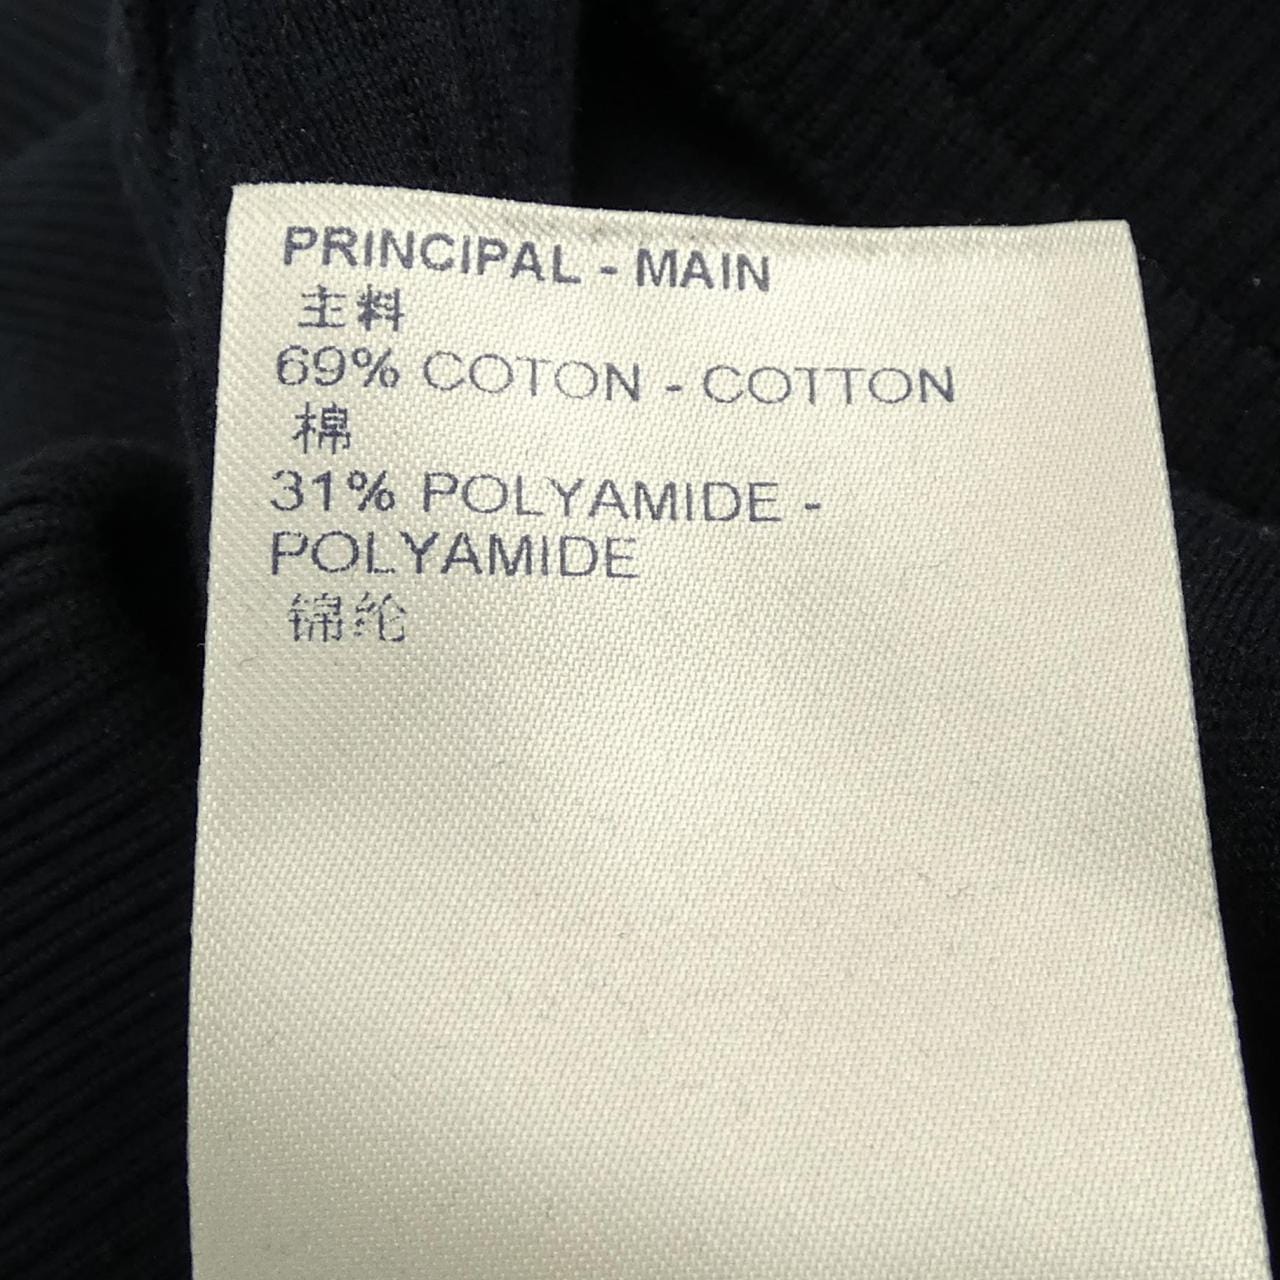 PRINCIPAL - MAIN
主料
69% COTON - COTTON
棉
31% POLYAMIDE -
POLYAMIDE
锦纶